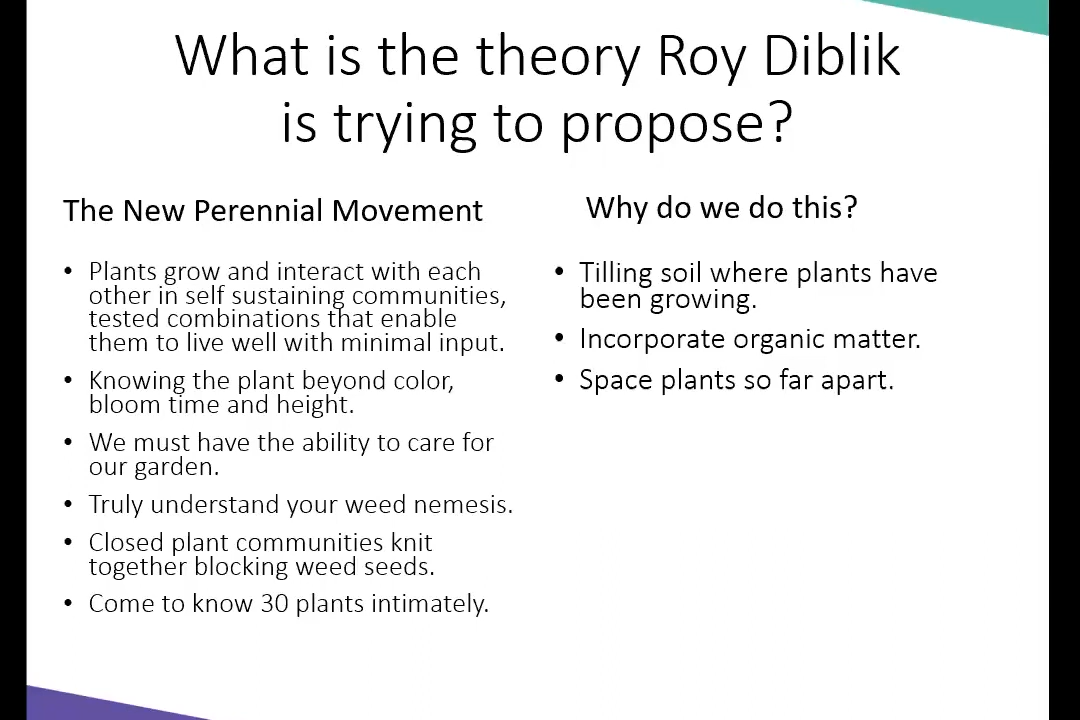 What is the theory Roy Diblik
is trying to propose?
The New Perennial Movement
• Plants grow and interact with each
other in self sustaining communities,
tested combinations that enable
them to live well with minimal input.
• Knowing the plant beyond color,
bloom time and height.
• We must have the ability to care for
our garden.
• Truly understand your weed nemesis.
• Closed plant communities knit
together blocking weed seeds.
• Come to know 30 plants intimately.
Why do we do this?
• Tilling soil where plants have
been growing.
• Incorporate organic matter.
• Space plants so far apart.